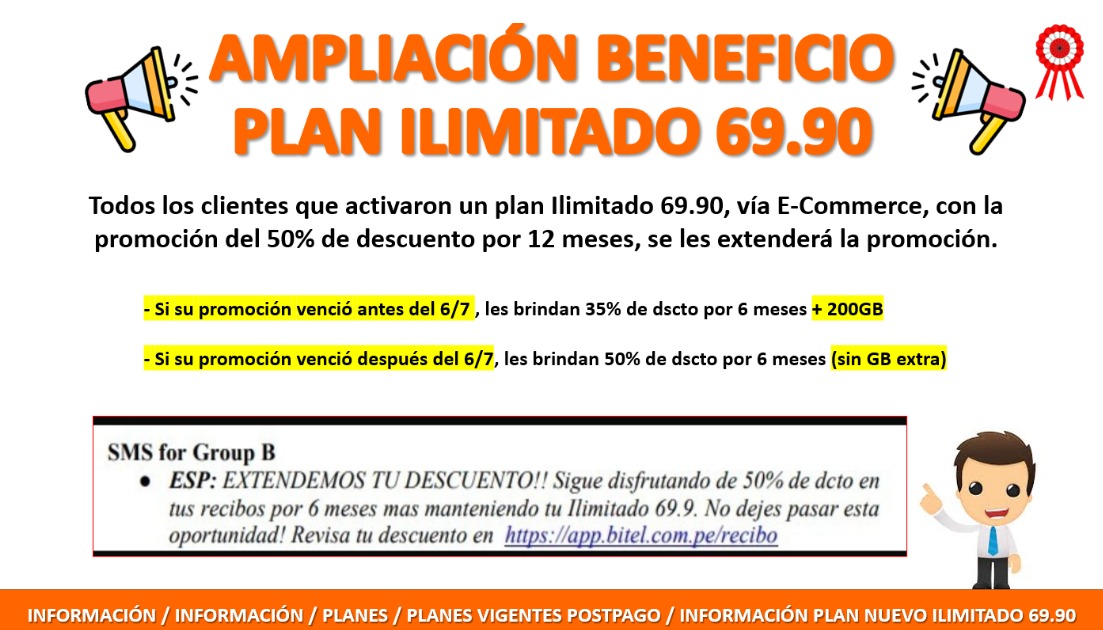 AMPLIACIÓN BENEFICIO
PLAN ILIMITADO 69.90
Todos los clientes que activaron un plan Ilimitado 69.90, vía E-Commerce, con la
promoción del 50% de descuento por 12 meses, se les extenderá la promoción.
- Si su promoción venció antes del 6/7 , les brindan 35% de dscto por 6 meses + 200GB
- Si su promoción venció después del 6/7, les brindan 50% de dscto por 6 meses (sin GB extra)
SMS for Group B
● ESP: EXTENDEMOS TU DESCUENTO!! Sigue disfrutando de 50% de dcto en
tus recibos por 6 meses mas manteniendo tu Ilimitado 69.9. No dejes pasar esta
oportunidad! Revisa tu descuento en https://app.bitel.com.pe/recibo
INFORMACIÓN / INFORMACIÓN / PLANES / PLANES VIGENTES POSTPAGO / INFORMACIÓN PLAN NUEVO ILIMITADO 69.90